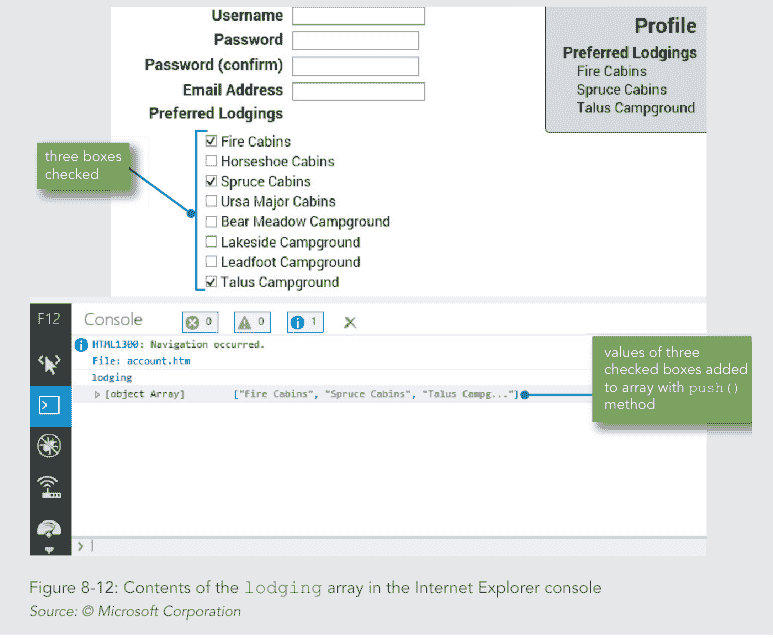 Username
Password
Password (confirm)
Email Address
Preferred Lodgings
Fire Cabins
Horseshoe Cabins
Spruce Cabins
Ursa Major Cabins
Bear Meadow Campground
Lakeside Campground
Leadfoot Campground
Talus Campground
Profile
Preferred Lodgings
Fire Cabins
Spruce Cabins
Talus Campground
three boxes
checked
F12 Console 0 0 1
HTML1300: Navigation occurred.
File: account.htm
lodging
[object Array] ["Fire Cabins", "Spruce Cabins", "Talus Campg..."]
values of three
checked boxes added
to array with push()
method
Figure 8-12: Contents of the lodging array in the Internet Explorer console
Source: © Microsoft Corporation